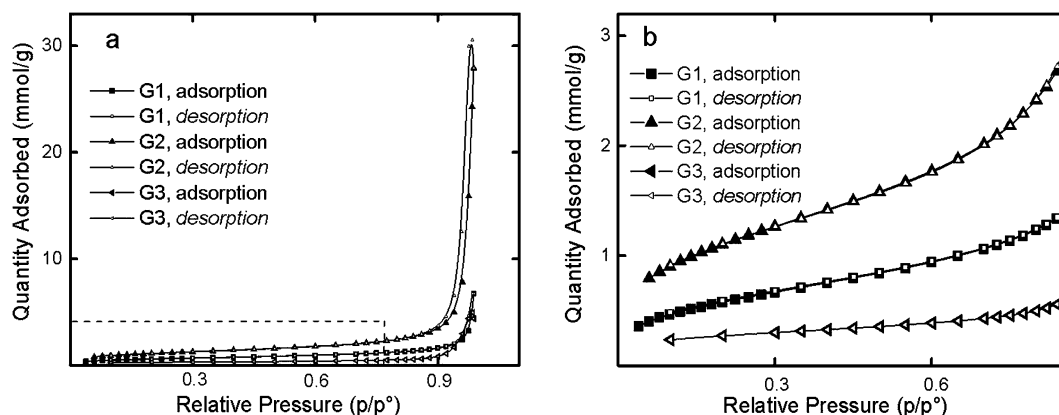 a
Quantity Adsorbed (mmol/g)
30
20
10
G1, adsorption
G1, desorption
G2, adsorption
G2, desorption
G3, adsorption
G3, desorption
0.3
0.6
0.9
Relative Pressure (p/p°)
b
Quantity Adsorbed (mmol/g)
3
2
1
G1, adsorption
G1, desorption
G2, adsorption
G2, desorption
G3, adsorption
G3, desorption
0.3
0.6
Relative Pressure (p/p°)